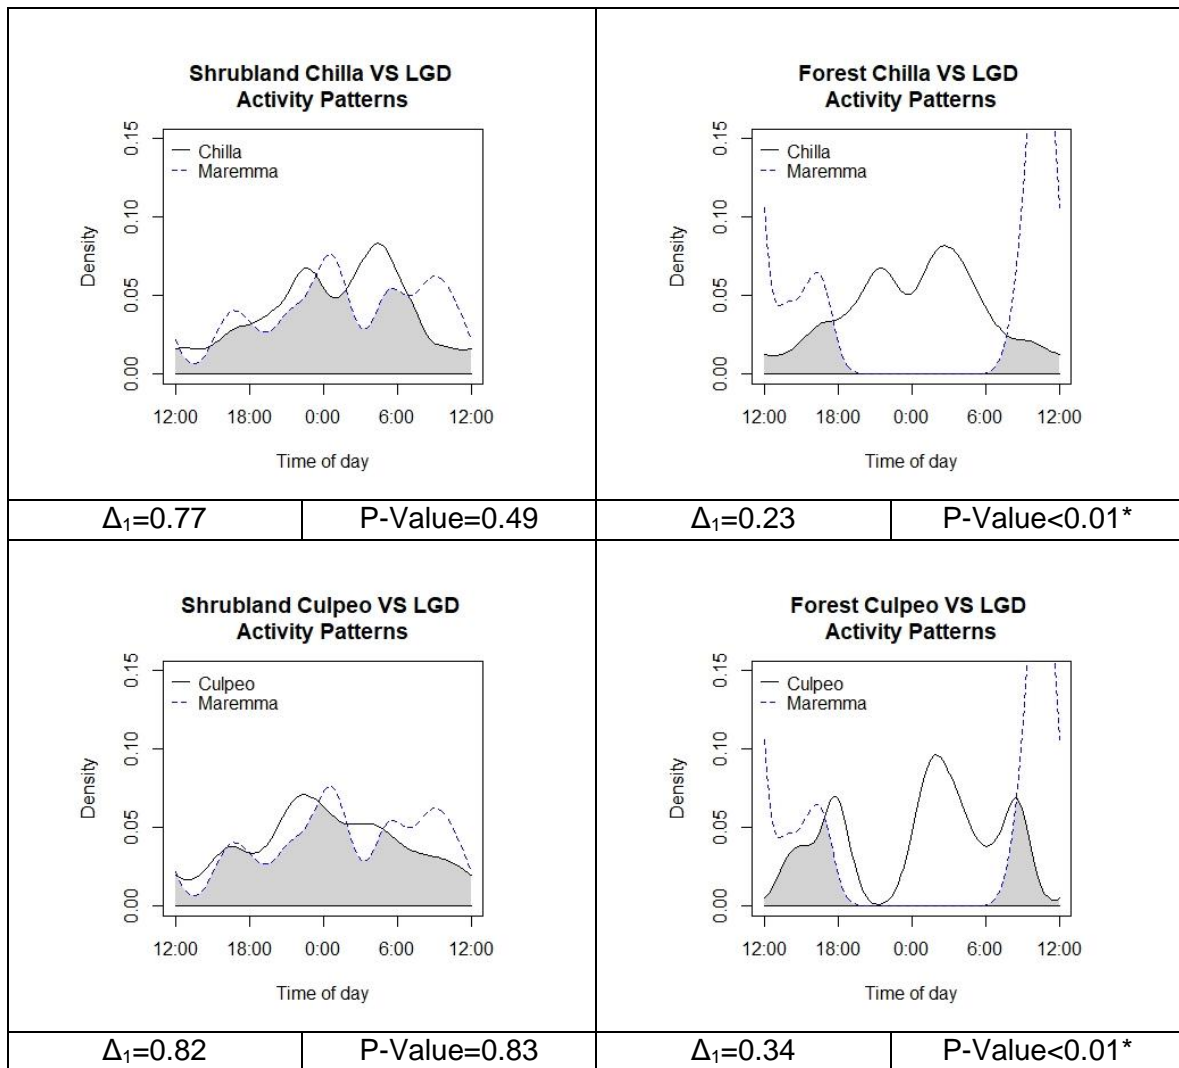 Shrubland Chilla VS LGD
Activity Patterns
Chilla
Maremma
0.15
0.10
0.05
0.00
Density
12:00 18:00 0:00 6:00 12:00
Time of day
Δ₁=0.77 P-Value=0.49
Forest Chilla VS LGD
Activity Patterns
Chilla
Maremma
0.15
0.10
0.05
0.00
Density
12:00 18:00 0:00 6:00 12:00
Time of day
Δ₁=0.23 P-Value<0.01*
Shrubland Culpeo VS LGD
Activity Patterns
Culpeo
Maremma
0.15
0.10
0.05
0.00
Density
12:00 18:00 0:00 6:00 12:00
Time of day
Δ₁=0.82 P-Value=0.83
Forest Culpeo VS LGD
Activity Patterns
Culpeo
Maremma
0.15
0.10
0.05
0.00
Density
12:00 18:00 0:00 6:00 12:00
Time of day
Δ₁=0.34 P-Value<0.01*